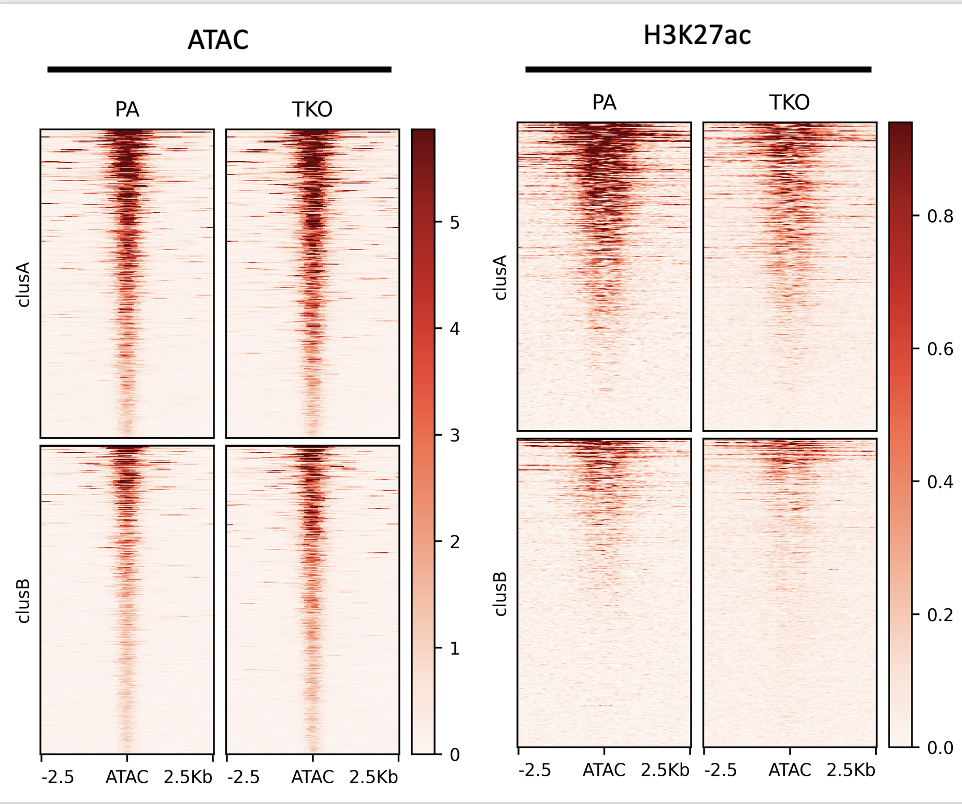 ATAC
H3K27ac
PA
TKO
PA
TKO
clusA
clusB
5
4
3
2
1
0
clusA
clusB
0.8
0.6
0.4
0.2
0.0
-2.5 ATAC 2.5Kb
-2.5 ATAC 2.5Kb
-2.5 ATAC 2.5Kb
-2.5 ATAC 2.5Kb